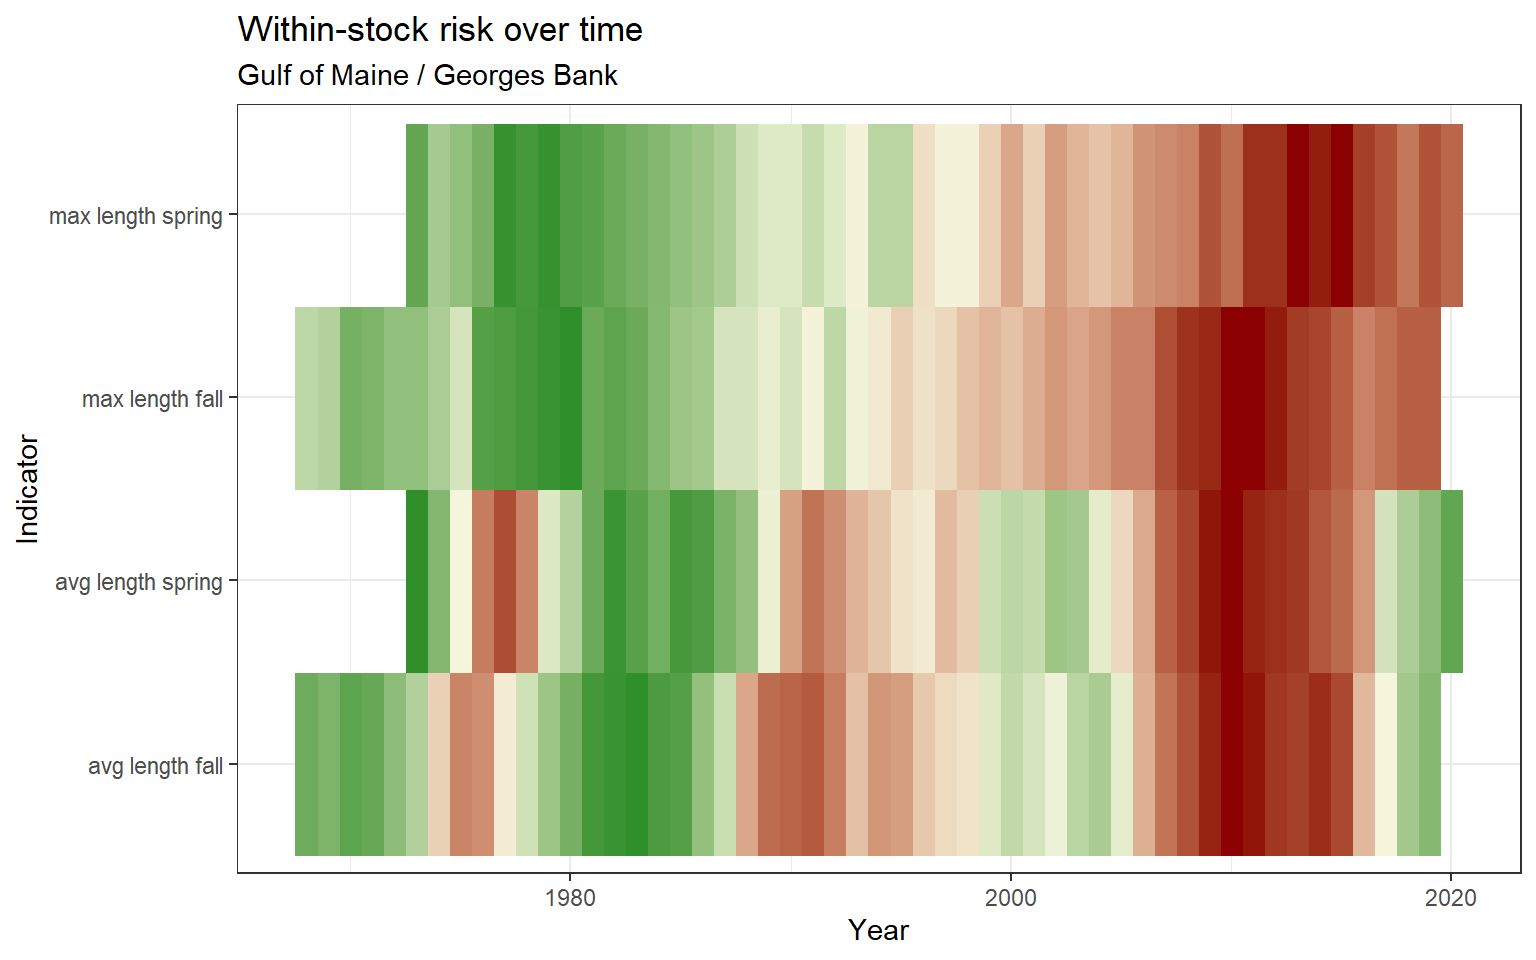 Within-stock risk over time
Gulf of Maine / Georges Bank
Indicator
max length spring
max length fall
avg length spring
avg length fall
1980
2000
2020
Year